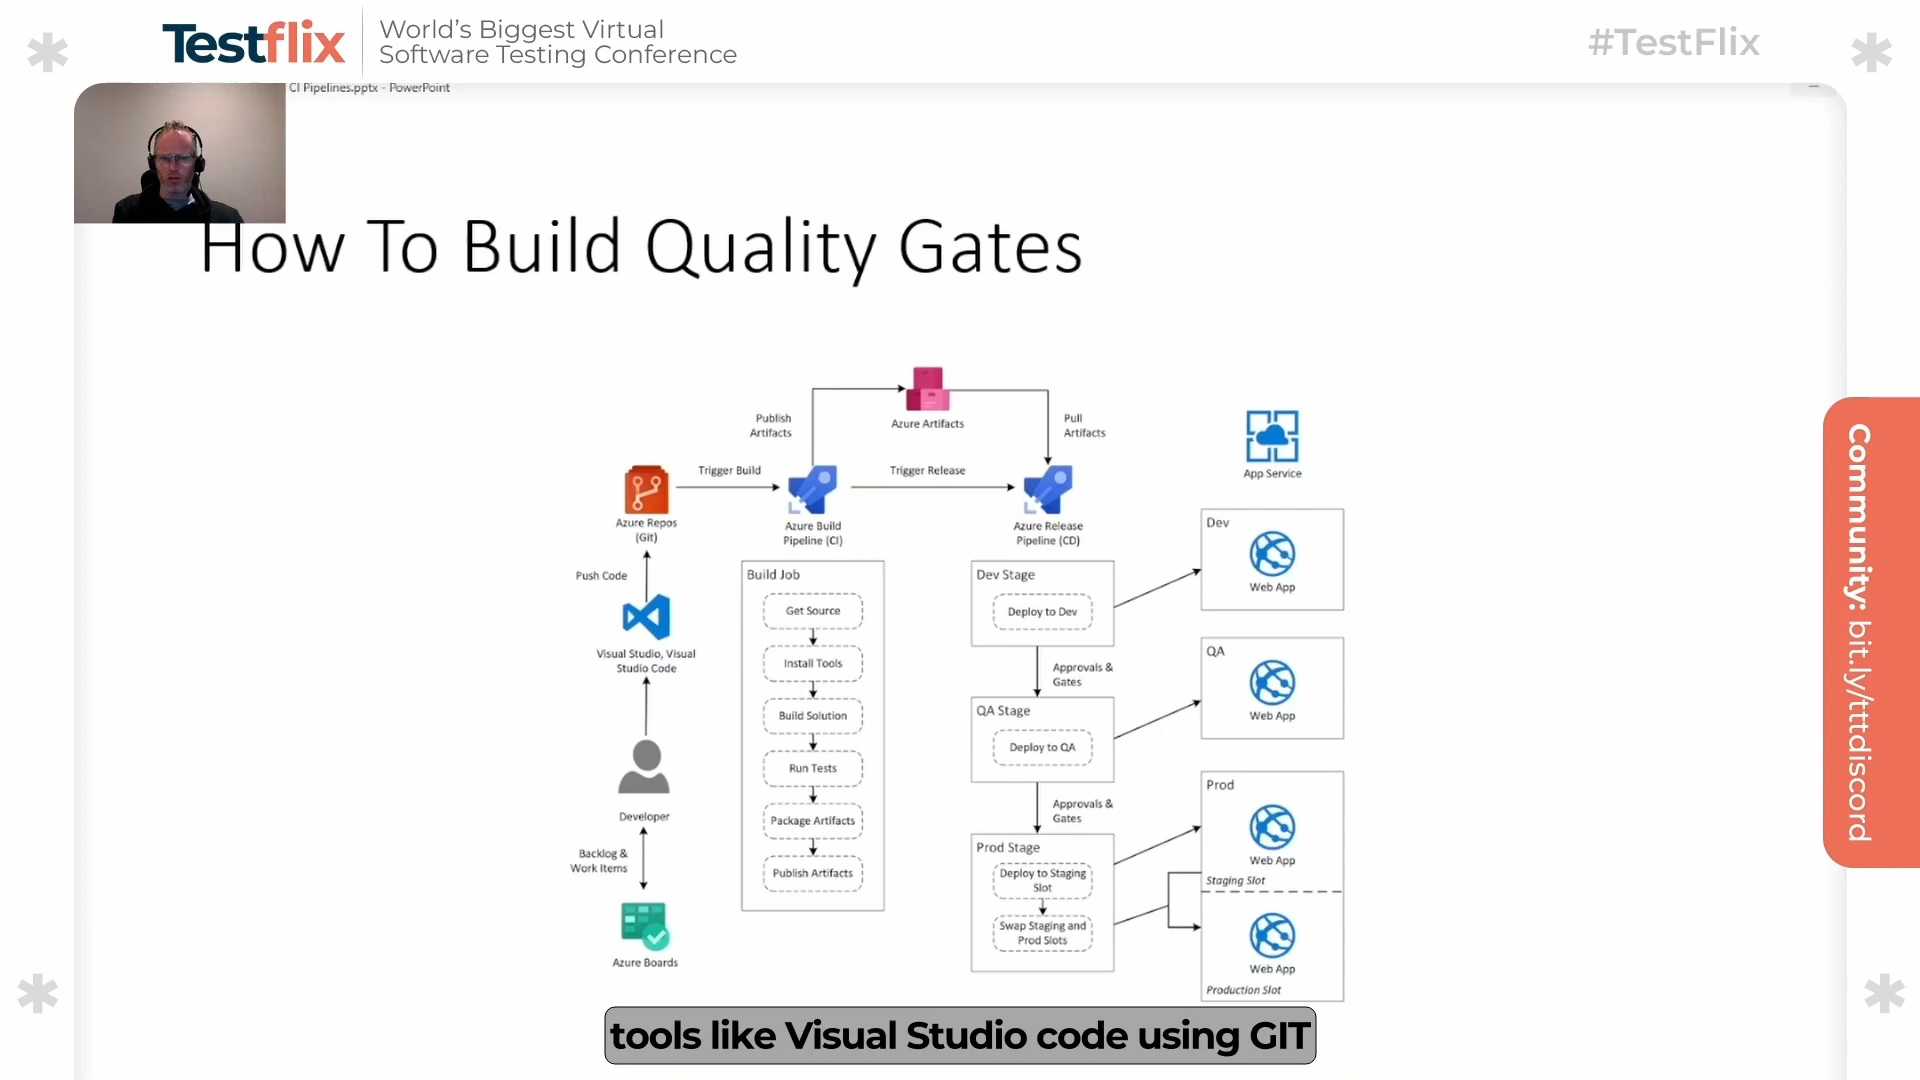 Testflix
World's Biggest Virtual
Software Testing Conference
#TestFlix
CI Pipelines.pptx - PowerPoint
How To Build Quality Gates
Publish
Artifacts
Azure Artifacts
Pull
Artifacts
App Service
Trigger Build
Trigger Release
Azure Repos
(Git)
Azure Build
Pipeline (CI)
Azure Release
Pipeline (CD)
Push Code
Visual Studio, Visual
Studio Code
Developer
Backlog &
Work Items
Azure Boards
Build Job
Get Source
Install Tools
Build Solution
Run Tests
Package Artifacts
Publish Artifacts
Dev Stage
Deploy to Dev
Approvals &
Gates
QA Stage
Deploy to QA
Approvals &
Gates
Prod Stage
Deploy to Staging
Slot
Swap Staging and
Prod Slots
Dev
Web App
QA
Web App
Prod
Web App
Staging Slot
Web App
Production Slot
Community: bit.ly/tttdiscord
tools like Visual Studio code using GIT